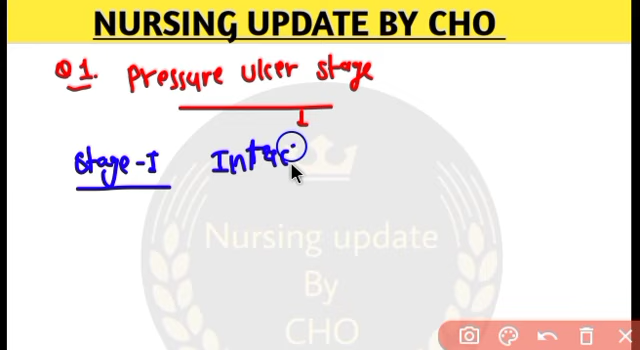 NURSING UPDATE BY CHO
Q1. Pressure Ulcer Stage
I
Stage-I Inta
Nursing update
By
CHO